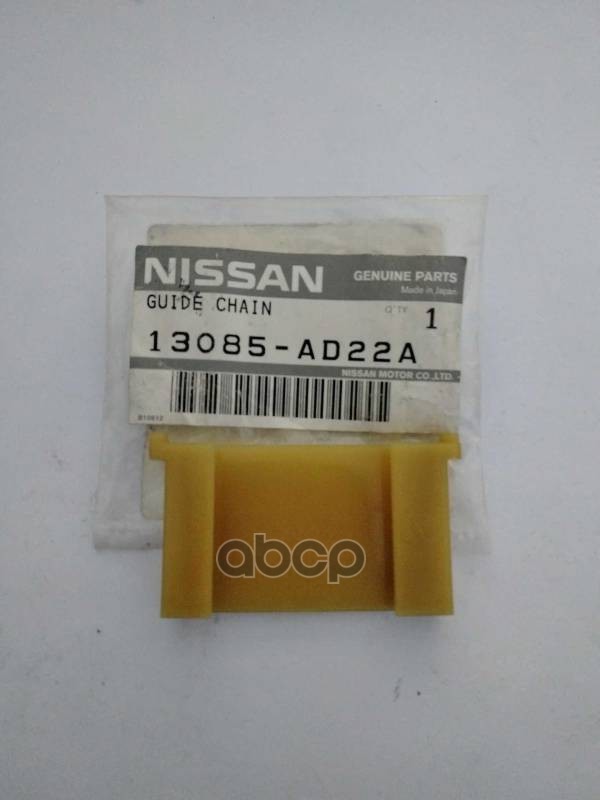 NISSAN
GENUINE PARTS
Made in Japan
GUIDE CHAIN
Q'TY 1
13085-AD22A
NISSAN MOTOR CO.,LTD.
abcp